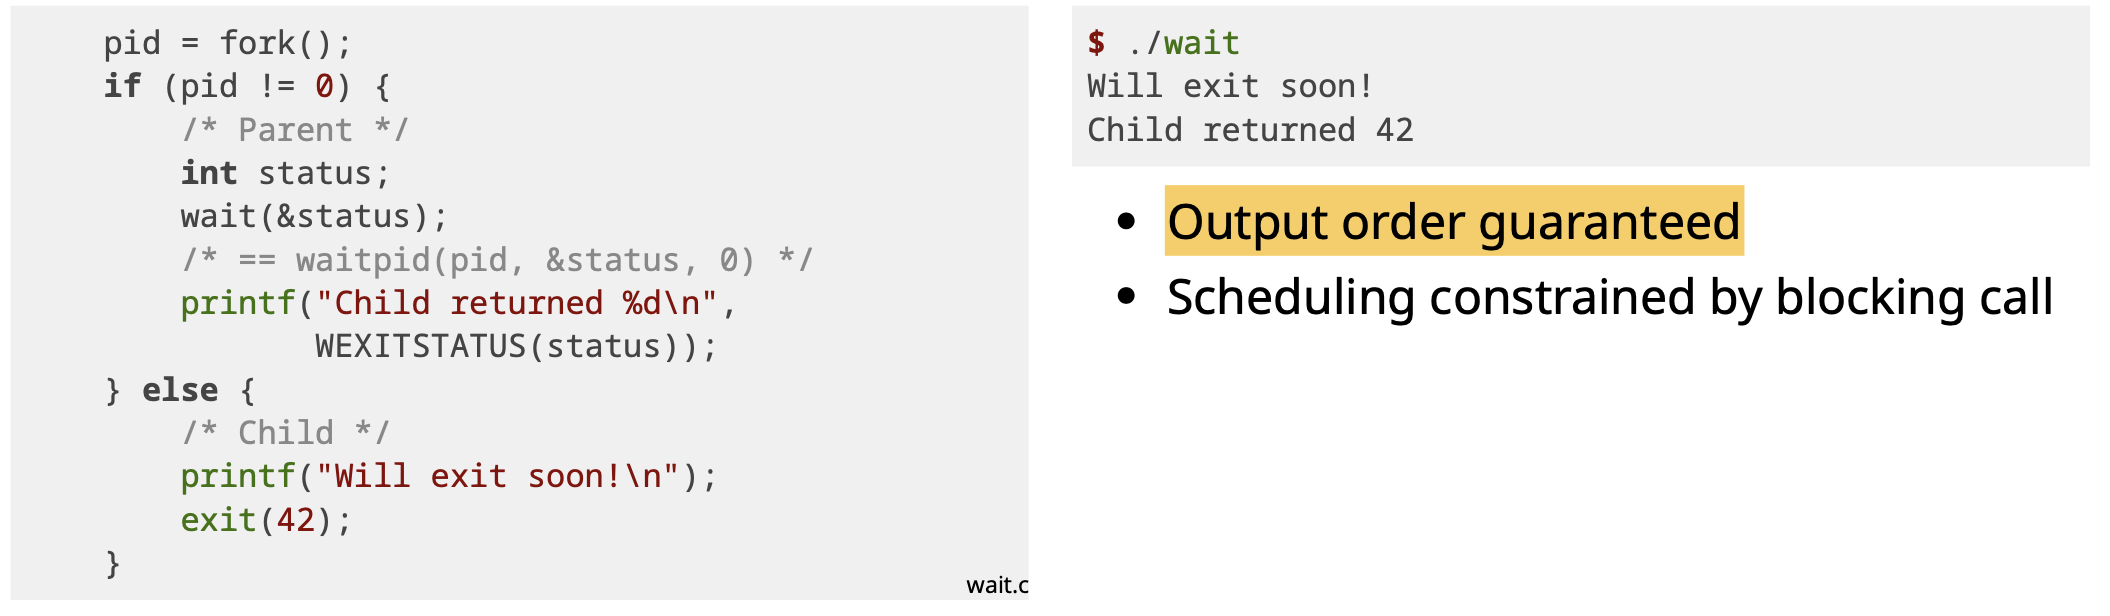 pid = fork();
if (pid != 0) {
    /* Parent */
    int status;
    wait(&status);
    /* == waitpid(pid, &status, 0) */
    printf("Child returned %d\n",
           WEXITSTATUS(status));
} else {
    /* Child */
    printf("Will exit soon!\n");
    exit(42);
}
wait.c
$ ./wait
Will exit soon!
Child returned 42
• Output order guaranteed
• Scheduling constrained by blocking call